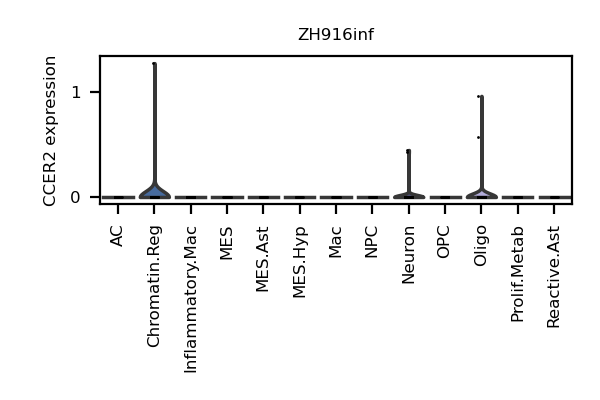 ZH916inf
CCER2 expression
1
0
AC
Chromatin.Reg
Inflammatory.Mac
MES
MES.Ast
MES.Hyp
Mac
NPC
Neuron
OPC
Oligo
Prolif.Metab
Reactive.Ast